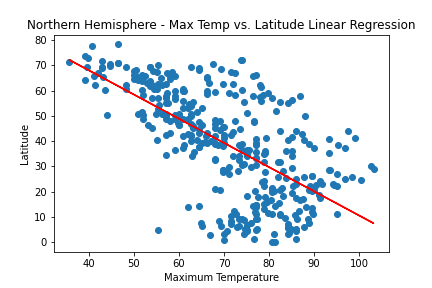 Northern Hemisphere - Max Temp vs. Latitude Linear Regression
80
70
60
50
40
30
20
10
0
Latitude
40 50 60 70 80 90 100
Maximum Temperature